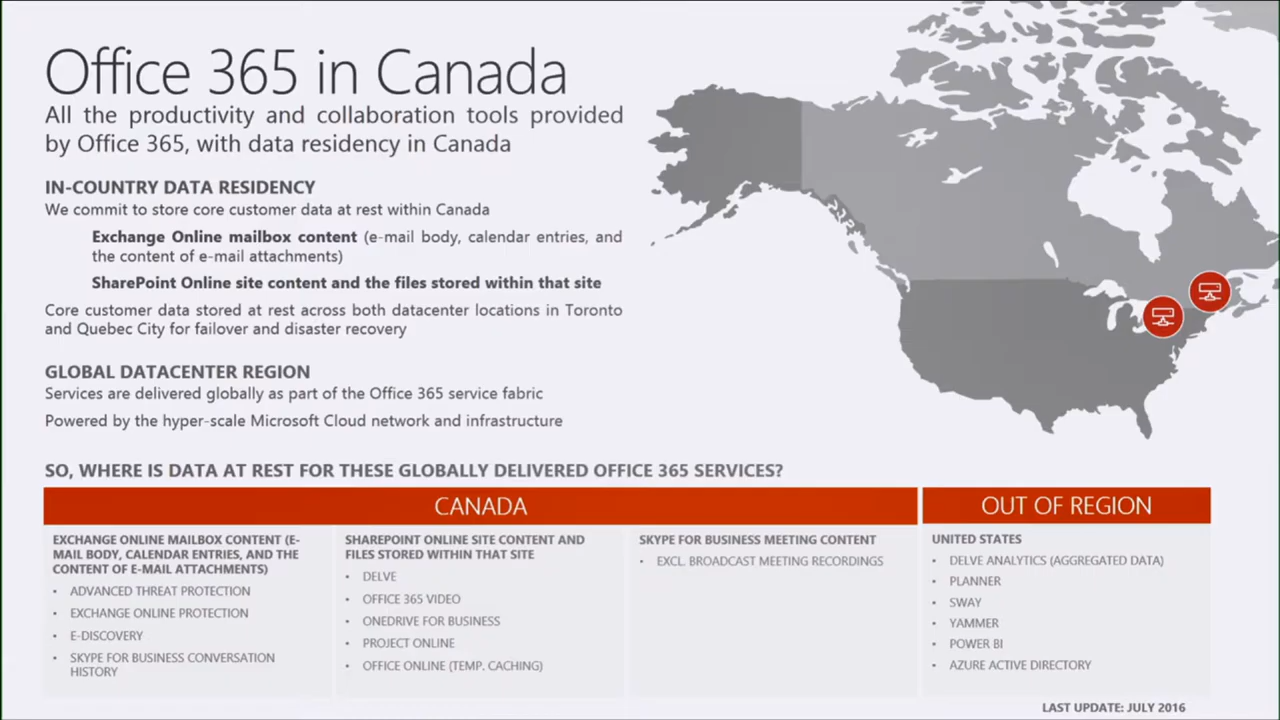 Office 365 in Canada
All the productivity and collaboration tools provided
by Office 365, with data residency in Canada
IN-COUNTRY DATA RESIDENCY
We commit to store core customer data at rest within Canada
Exchange Online mailbox content (e-mail body, calendar entries, and
the content of e-mail attachments)
SharePoint Online site content and the files stored within that site
Core customer data stored at rest across both datacenter locations in Toronto
and Quebec City for failover and disaster recovery
GLOBAL DATACENTER REGION
Services are delivered globally as part of the Office 365 service fabric
Powered by the hyper-scale Microsoft Cloud network and infrastructure
SO, WHERE IS DATA AT REST FOR THESE GLOBALLY DELIVERED OFFICE 365 SERVICES?
CANADA
EXCHANGE ONLINE MAILBOX CONTENT (E-
MAIL BODY, CALENDAR ENTRIES, AND THE
CONTENT OF E-MAIL ATTACHMENTS)
• ADVANCED THREAT PROTECTION
• EXCHANGE ONLINE PROTECTION
• E-DISCOVERY
• SKYPE FOR BUSINESS CONVERSATION
HISTORY
SHAREPOINT ONLINE SITE CONTENT AND
FILES STORED WITHIN THAT SITE
• DELVE
• OFFICE 365 VIDEO
• ONEDRIVE FOR BUSINESS
• PROJECT ONLINE
• OFFICE ONLINE (TEMP. CACHING)
SKYPE FOR BUSINESS MEETING CONTENT
• EXCL. BROADCAST MEETING RECORDINGS
OUT OF REGION
UNITED STATES
• DELVE ANALYTICS (AGGREGATED DATA)
• PLANNER
• SWAY
• YAMMER
• POWER BI
• AZURE ACTIVE DIRECTORY
LAST UPDATE: JULY 2016